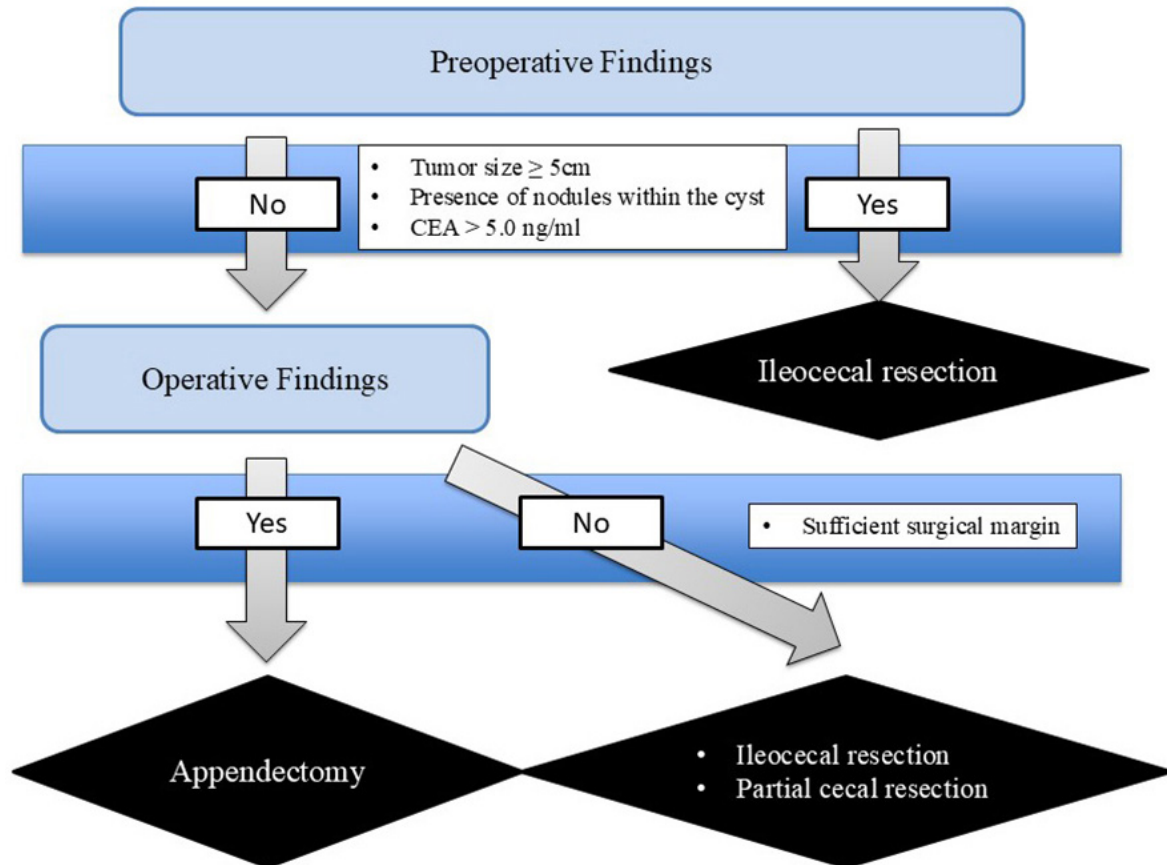 Preoperative Findings
• Tumor size ≥ 5cm
• Presence of nodules within the cyst
• CEA > 5.0 ng/ml
No
Yes
Ileocecal resection
Operative Findings
Yes
No
• Sufficient surgical margin
Appendectomy
• Ileocecal resection
• Partial cecal resection